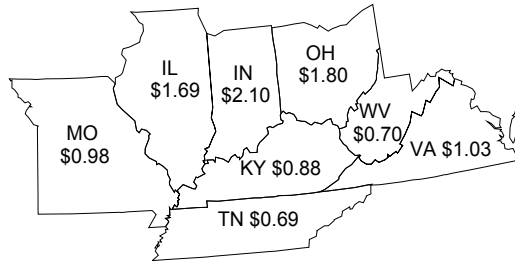 IL
$1.69
IN
$2.10
OH
$1.80
MO
$0.98
WV
$0.70
VA $1.03
KY $0.88
TN $0.69